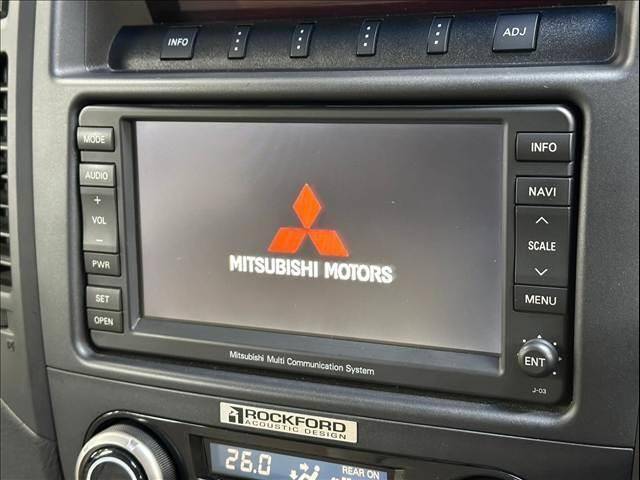 INFO
ADJ
MODE
AUDIO
+
VOL
−
PWR
SET
OPEN
MITSUBISHI MOTORS
INFO
NAVI
SCALE
MENU
ENT
J-03
Mitsubishi Multi Communication System
ROCKFORD
ACOUSTIC DESIGN
26.0
REAR ON